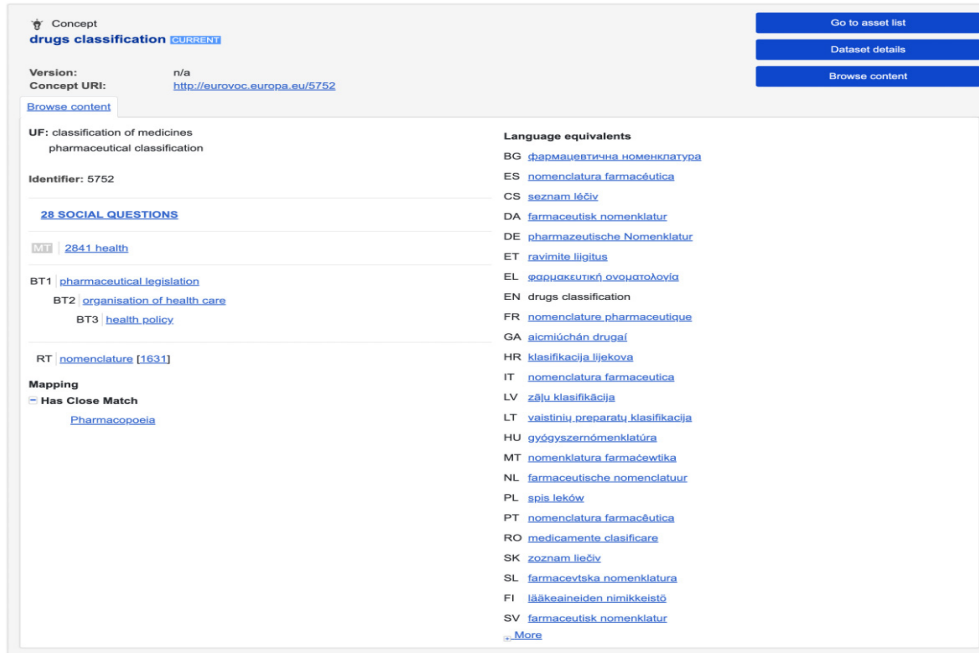 Concept
drugs classification CURRENT
Go to asset list
Dataset details
Browse content
Version: n/a
Concept URI: http://eurovoc.europa.eu/5752
Browse content
UF: classification of medicines
pharmaceutical classification
Identifier: 5752
28 SOCIAL QUESTIONS
MT 2841 health
BT1 pharmaceutical legislation
BT2 organisation of health care
BT3 health policy
RT nomenclature [1631]
Mapping
Has Close Match
Pharmacopoeia
Language equivalents
BG фармацевтична номенклатура
ES nomenclatura farmacéutica
CS seznam léčiv
DA farmaceutisk nomenklatur
DE pharmazeutische Nomenklatur
ET ravimite liigitus
EL φαρμακευτική ονοματολογία
EN drugs classification
FR nomenclature pharmaceutique
GA aicmiúchán drugaí
HR klasifikacija lijekova
IT nomenclatura farmaceutica
LV zāļu klasifikācija
LT vaistinių preparatų klasifikacija
HU gyógyszernómenklatúra
MT nomenklatura farmaċewtika
NL farmaceutische nomenclatuur
PL spis leków
PT nomenclatura farmacêutica
RO medicamente clasificare
SK zoznam liečiv
SL farmacevtska nomenklatura
FI lääkeaineiden nimikkeistö
SV farmaceutisk nomenklatur
More